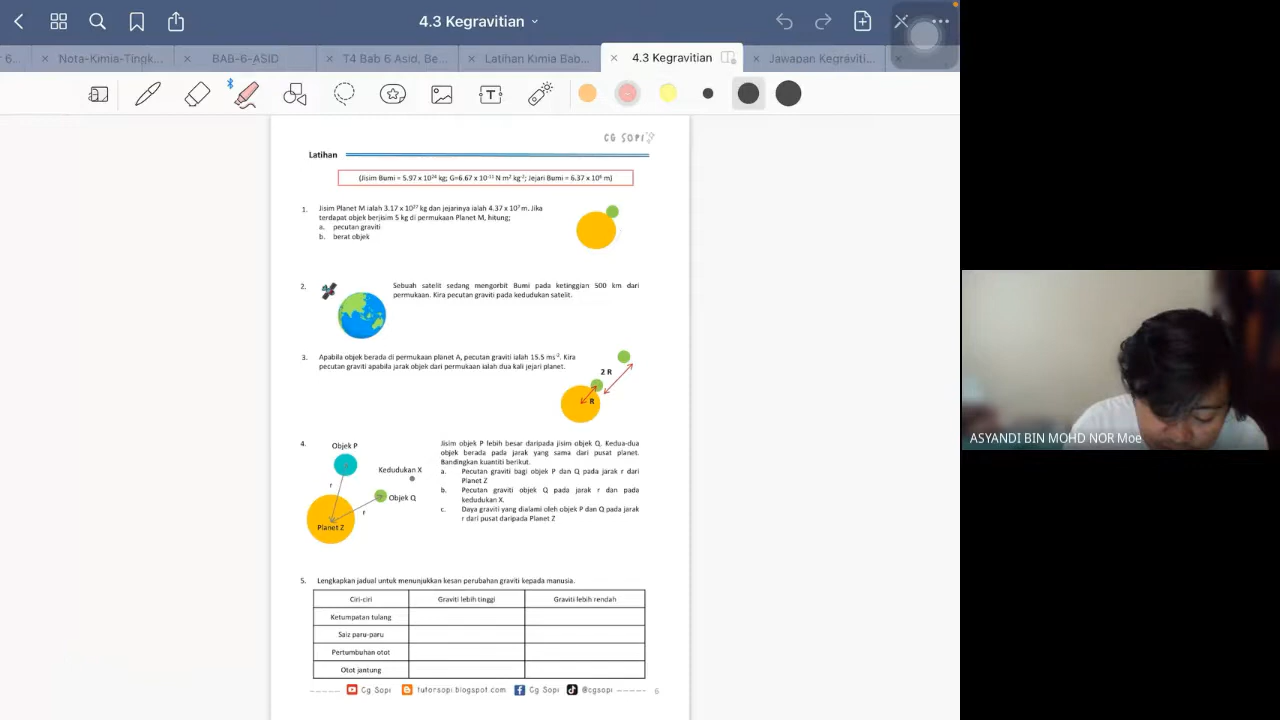 4.3 Kegravitian
6...
Nota-Kimia-Tingk...
BAB-6-ASID
T4 Bab 6 Asid, Be...
Latihan Kimia Bab...
4.3 Kegravitian
Jawapan Kegraviti...
CG SOPI
Latihan
(Jisim Bumi = 5.97 x 10²⁴ kg; G=6.67 x 10⁻¹¹ N m² kg⁻²; Jejari Bumi = 6.37 x 10⁶ m)
1. Jisim Planet M ialah 3.17 x 10²⁷ kg dan jejarinya ialah 4.37 x 10⁷ m. Jika
terdapat objek berjisim 5 kg di permukaan Planet M, hitung;
a. pecutan graviti
b. berat objek
2. Sebuah satelit sedang mengorbit Bumi pada ketinggian 500 km dari
permukaan. Kira pecutan graviti pada kedudukan satelit.
3. Apabila objek berada di permukaan planet A, pecutan graviti ialah 15.5 ms⁻². Kira
pecutan graviti apabila jarak objek dari permukaan ialah dua kali jejari planet.
2 R
R
4.
Objek P
Kedudukan X
r
Objek Q
r
Planet Z
Jisim objek P lebih besar daripada jisim objek Q. Kedua-dua
objek berada pada jarak yang sama dari pusat planet.
Bandingkan kuantiti berikut.
a. Pecutan graviti bagi objek P dan Q pada jarak r dari
Planet Z
b. Pecutan graviti objek Q pada jarak r dan pada
kedudukan X.
c. Daya graviti yang dialami oleh objek P dan Q pada jarak
r dari pusat daripada Planet Z
5. Lengkapkan jadual untuk menunjukkan kesan perubahan graviti kepada manusia.
Ciri-ciri Graviti lebih tinggi Graviti lebih rendah
Ketumpatan tulang
Saiz paru-paru
Pertumbuhan otot
Otot jantung
Cg Sopi tutorsopi.blogspot.com Cg Sopi @cgsopi 6
ASYANDI BIN MOHD NOR Moe